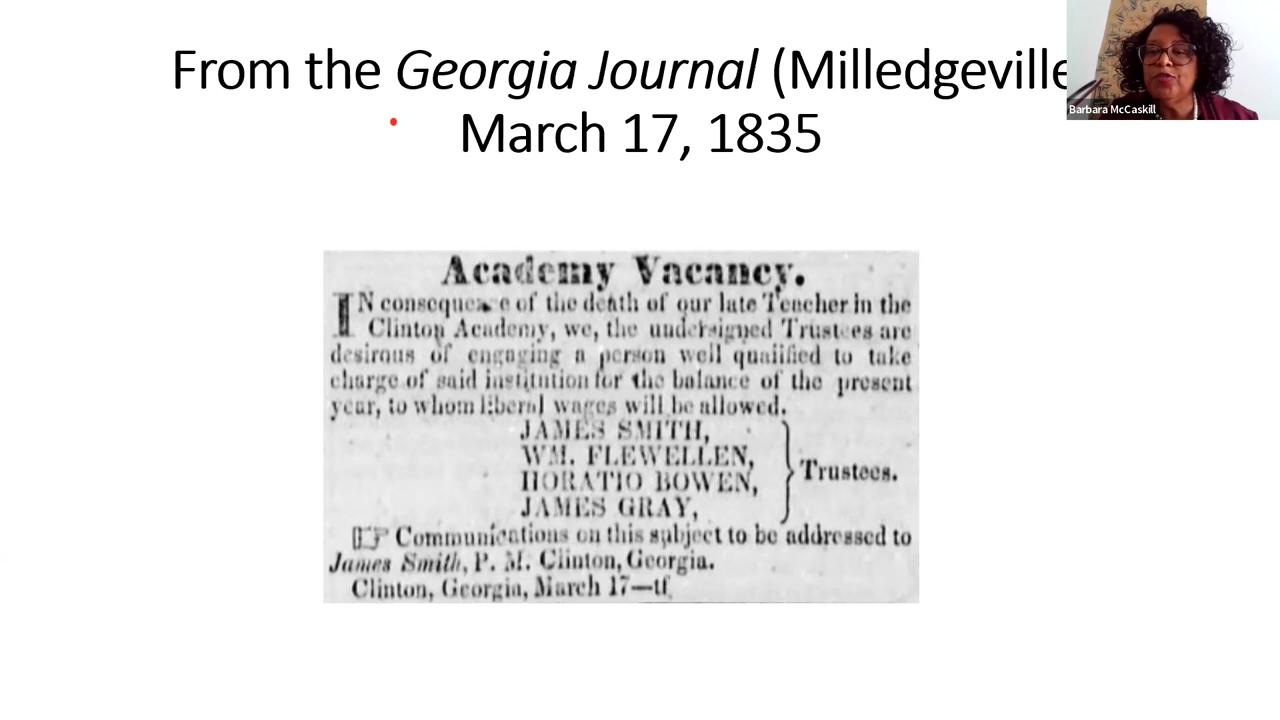 From the Georgia Journal (Milledgeville
March 17, 1835
Barbara McCaskill
Academy Vacancy.
IN consequence of the death of our late Teacher in the
Clinton Academy, we, the undersigned Trustees are
desirous of engaging a person well qualified to take
charge of said institution for the balance of the present
year, to whom liberal wages will be allowed.
JAMES SMITH,
WM. FLEWELLEN,
HORATIO BOWEN,
JAMES GRAY,
Trustees.
☞ Communications on this subject to be addressed to
James Smith, P. M. Clinton, Georgia.
Clinton, Georgia, March 17—tf